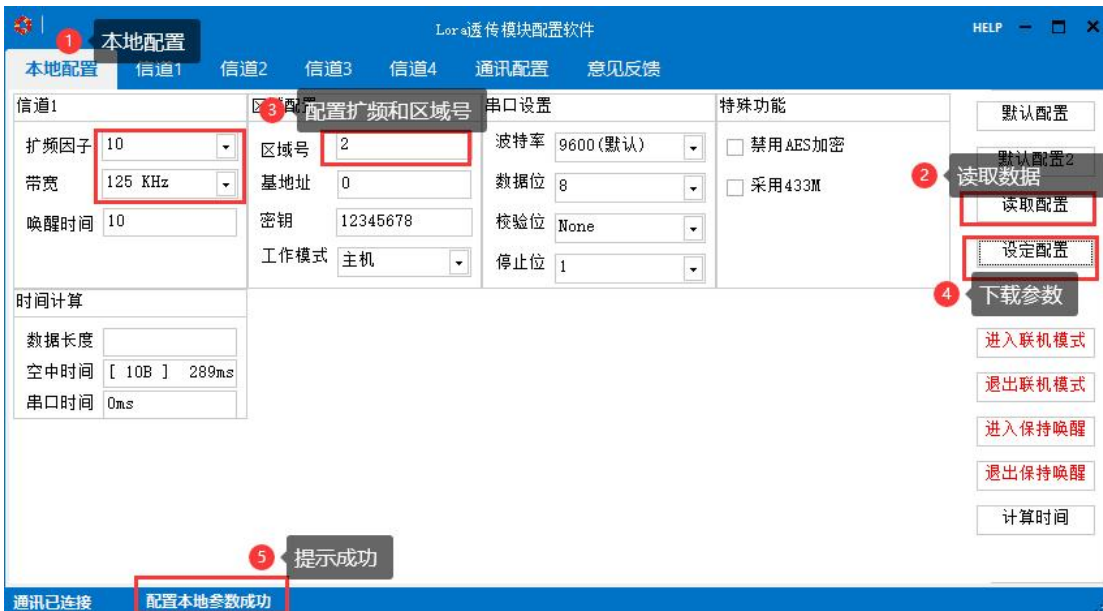 Lora透传模块配置软件
HELP
1 本地配置
本地配置 信道1 信道2 信道3 信道4 通讯配置 意见反馈
信道1
扩频因子 10
带宽 125 KHz
唤醒时间 10
3 配置扩频和区域号
区域号 2
基地址 0
密钥 12345678
工作模式 主机
串口设置
波特率 9600(默认)
数据位 8
校验位 None
停止位 1
特殊功能
禁用AES加密
采用433M
默认配置
默认配置2
2 读取数据
读取配置
设定配置
4 下载参数
进入联机模式
退出联机模式
进入保持唤醒
退出保持唤醒
计算时间
时间计算
数据长度
空中时间 [ 10B ] 289ms
串口时间 0ms
5 提示成功
通讯已连接 配置本地参数成功